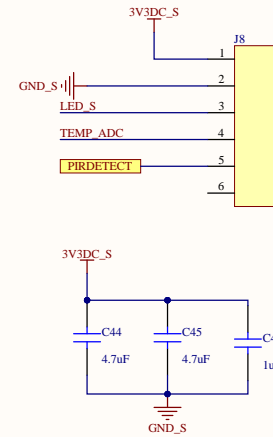 3V3DC_S
J8
1
GND_S
2
LED_S
3
TEMP_ADC
4
PIRDETECT
5
6
3V3DC_S
C44
C45
4.7uF
4.7uF
GND_S